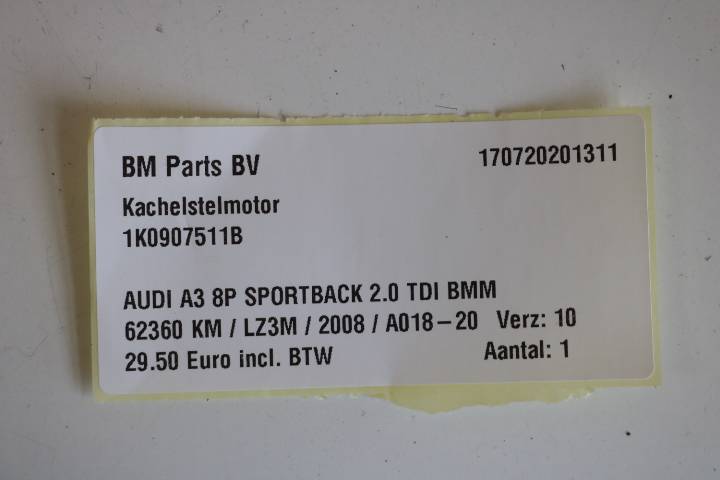 BM Parts BV 170720201311
Kachelstelmotor
1K0907511B
AUDI A3 8P SPORTBACK 2.0 TDI BMM
62360 KM / LZ3M / 2008 / A018-20 Verz: 10
29.50 Euro incl. BTW Aantal: 1